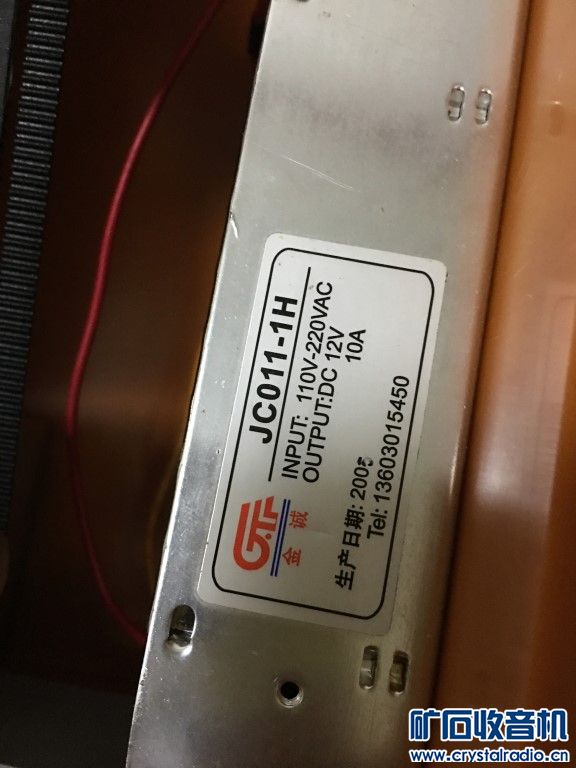 JC011-1H
INPUT: 110V-220VAC
OUTPUT:DC 12V
10A
金诚
生产日期: 2005
Tel: 13603015450
矿石收音机
www.crystalradio.cn